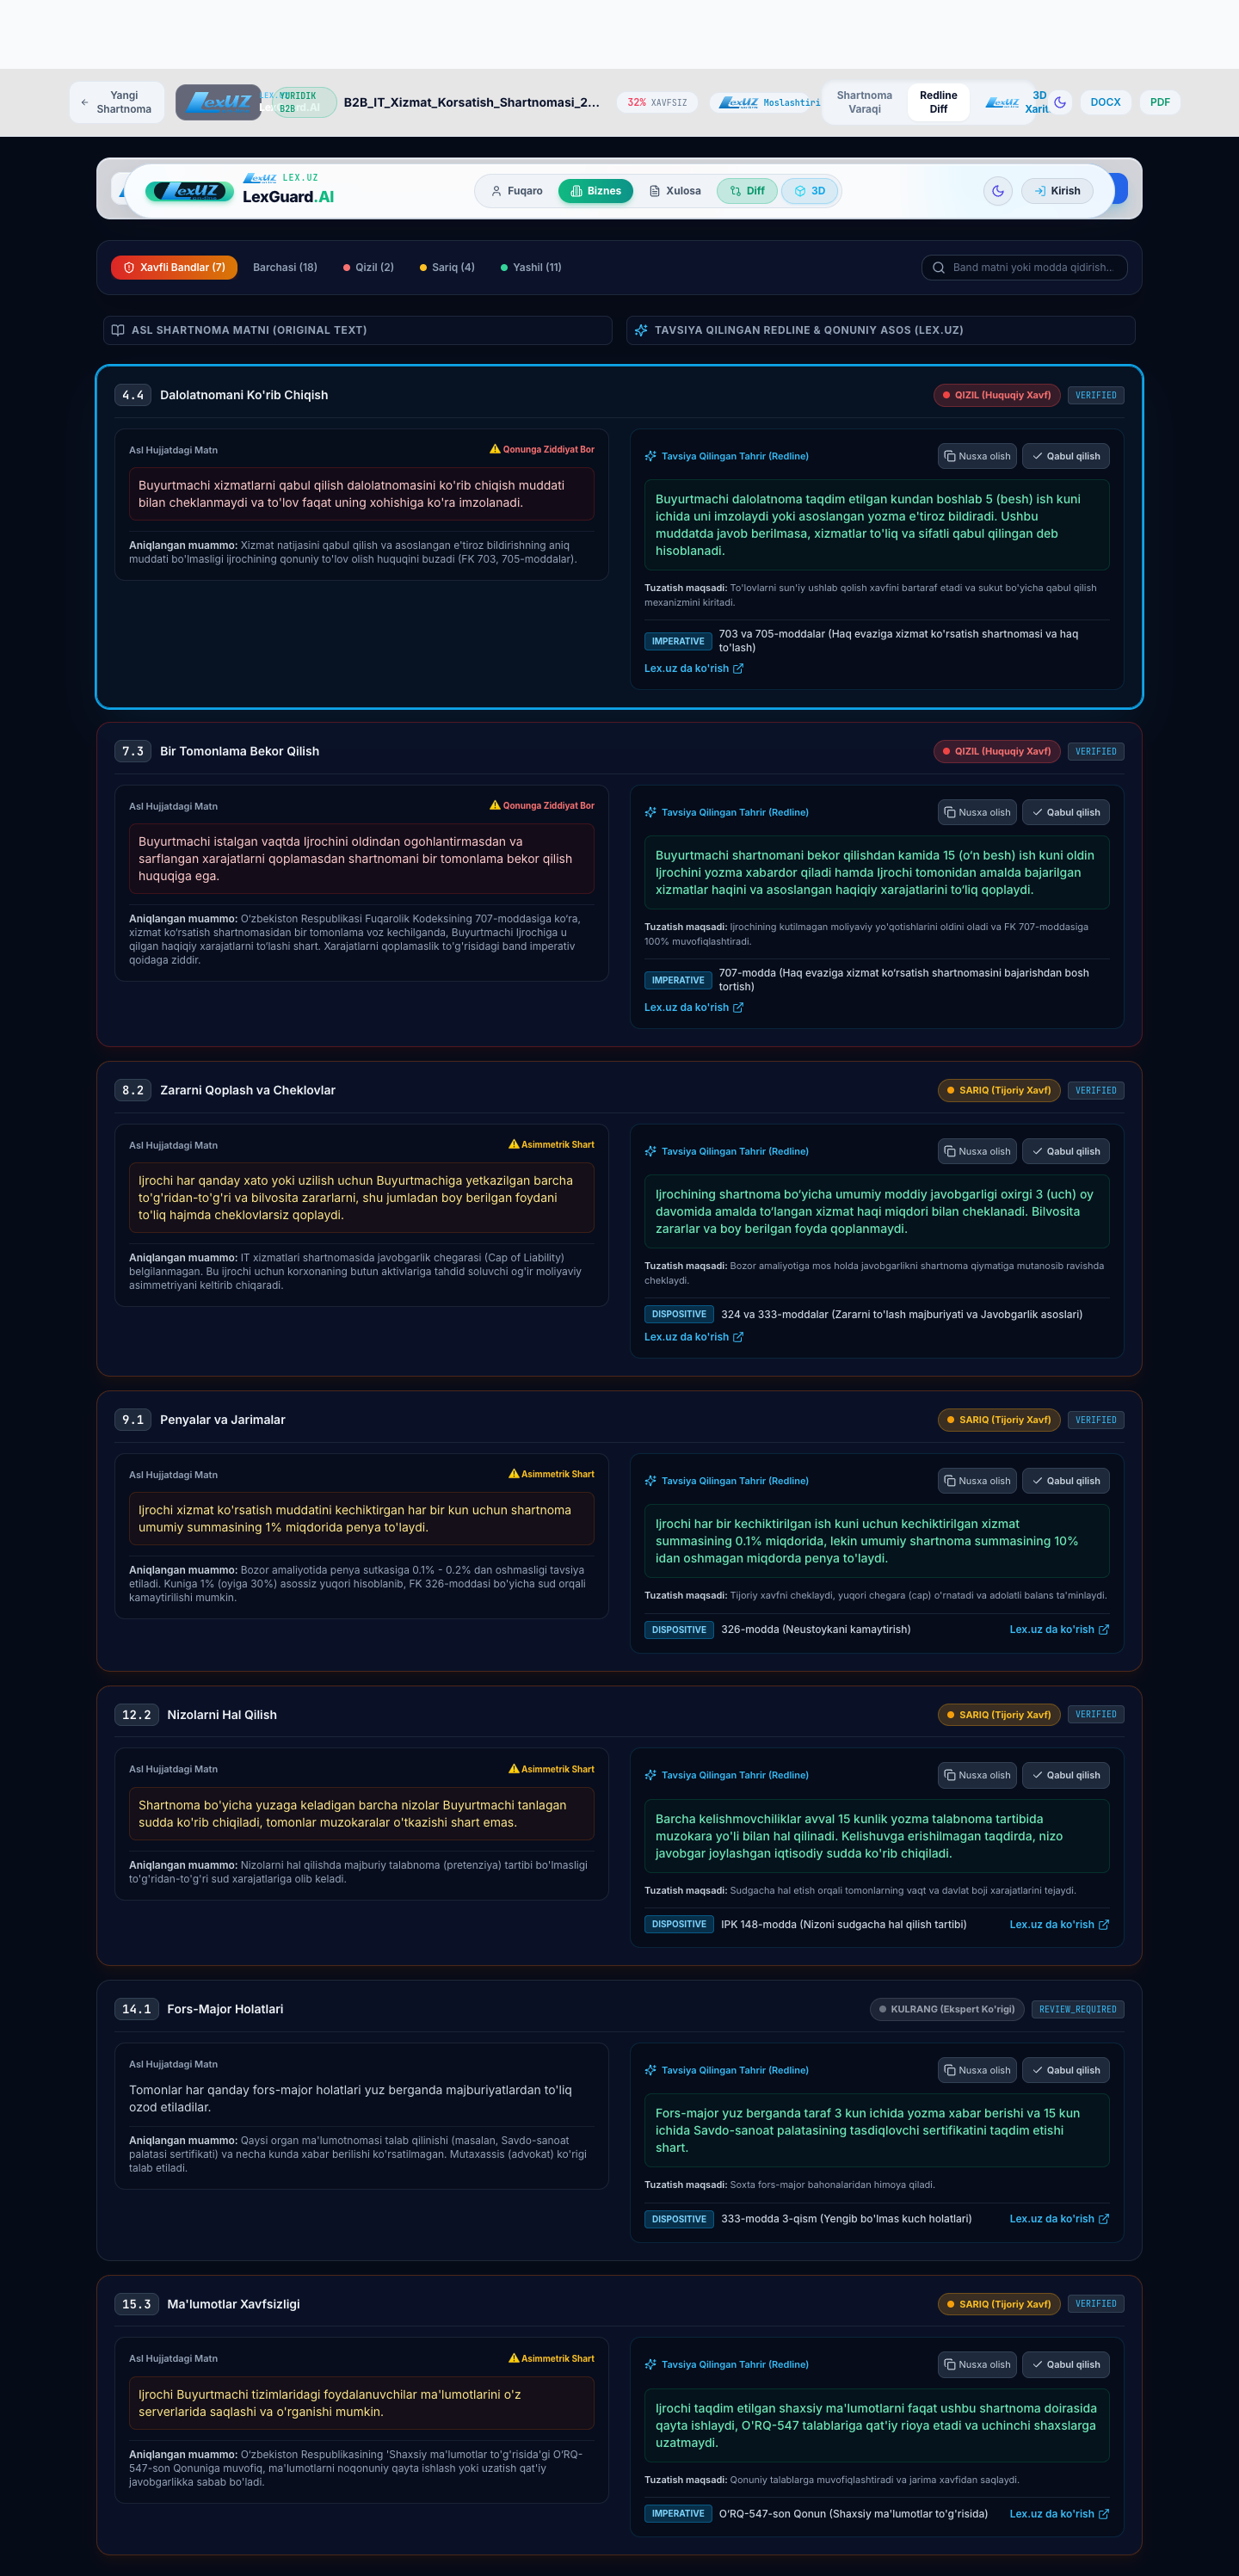 Yangi
Shartnoma
LexUZ
YURIDIK
B2B
B2B_IT_Xizmat_Korsatish_Shartnomasi_2...
32% XAVFSIZ
LexUZ Moslashtiri
Shartnoma
Varaqi
Redline
Diff
LexUZ
3D
Xarit
DOCX
PDF
LexUZ
LexUZ LEX.UZ
LexGuard.AI
Fuqaro
Biznes
Xulosa
Diff
3D
Kirish
Xavfli Bandlar (7)
Barchasi (18)
Qizil (2)
Sariq (4)
Yashil (11)
Band matni yoki modda qidirish...
ASL SHARTNOMA MATNI (ORIGINAL TEXT)
TAVSIYA QILINGAN REDLINE & QONUNIY ASOS (LEX.UZ)
4.4 Dalolatnomani Ko'rib Chiqish
QIZIL (Huquqiy Xavf)
VERIFIED
Asl Hujjatdagi Matn
Qonunga Ziddiyat Bor
Buyurtmachi xizmatlarni qabul qilish dalolatnomasini ko'rib chiqish muddati
bilan cheklanmaydi va to'lov faqat uning xohishiga ko'ra imzolanadi.
Aniqlangan muammo: Xizmat natijasini qabul qilish va asoslangan e'tiroz bildirishning aniq
muddati bo'lmasligi ijrochining qonuniy to'lov olish huquqini buzadi (FK 703, 705-moddalar).
Tavsiya Qilingan Tahrir (Redline)
Nusxa olish
Qabul qilish
Buyurtmachi dalolatnoma taqdim etilgan kundan boshlab 5 (besh) ish kuni
ichida uni imzolaydi yoki asoslangan yozma e'tiroz bildiradi. Ushbu
muddatda javob berilmasa, xizmatlar to'liq va sifatli qabul qilingan deb
hisoblanadi.
Tuzatish maqsadi: To'lovlarni sun'iy ushlab qolish xavfini bartaraf etadi va sukut bo'yicha qabul qilish
mexanizmini kiritadi.
IMPERATIVE
703 va 705-moddalar (Haq evaziga xizmat ko'rsatish shartnomasi va haq
to'lash)
Lex.uz da ko'rish
7.3 Bir Tomonlama Bekor Qilish
QIZIL (Huquqiy Xavf)
VERIFIED
Asl Hujjatdagi Matn
Qonunga Ziddiyat Bor
Buyurtmachi istalgan vaqtda Ijrochini oldindan ogohlantirmasdan va
sarflangan xarajatlarni qoplamasdan shartnomani bir tomonlama bekor qilish
huquqiga ega.
Aniqlangan muammo: Oʻzbekiston Respublikasi Fuqarolik Kodeksining 707-moddasiga koʻra,
xizmat koʻrsatish shartnomasidan bir tomonlama voz kechilganda, Buyurtmachi Ijrochiga u
qilgan haqiqiy xarajatlarni toʻlashi shart. Xarajatlarni qoplamaslik to'g'risidagi band imperativ
qoidaga ziddir.
Tavsiya Qilingan Tahrir (Redline)
Nusxa olish
Qabul qilish
Buyurtmachi shartnomani bekor qilishdan kamida 15 (oʻn besh) ish kuni oldin
Ijrochini yozma xabardor qiladi hamda Ijrochi tomonidan amalda bajarilgan
xizmatlar haqini va asoslangan haqiqiy xarajatlarini toʻliq qoplaydi.
Tuzatish maqsadi: Ijrochining kutilmagan moliyaviy yo'qotishlarini oldini oladi va FK 707-moddasiga
100% muvofiqlashtiradi.
IMPERATIVE
707-modda (Haq evaziga xizmat koʻrsatish shartnomasini bajarishdan bosh
tortish)
Lex.uz da ko'rish
8.2 Zararni Qoplash va Cheklovlar
SARIQ (Tijoriy Xavf)
VERIFIED
Asl Hujjatdagi Matn
Asimmetrik Shart
Ijrochi har qanday xato yoki uzilish uchun Buyurtmachiga yetkazilgan barcha
to'g'ridan-to'g'ri va bilvosita zararlarni, shu jumladan boy berilgan foydani
to'liq hajmda cheklovlarsiz qoplaydi.
Aniqlangan muammo: IT xizmatlari shartnomasida javobgarlik chegarasi (Cap of Liability)
belgilanmagan. Bu ijrochi uchun korxonaning butun aktivlariga tahdid soluvchi og'ir moliyaviy
asimmetriyani keltirib chiqaradi.
Tavsiya Qilingan Tahrir (Redline)
Nusxa olish
Qabul qilish
Ijrochining shartnoma boʻyicha umumiy moddiy javobgarligi oxirgi 3 (uch) oy
davomida amalda toʻlangan xizmat haqi miqdori bilan cheklanadi. Bilvosita
zararlar va boy berilgan foyda qoplanmaydi.
Tuzatish maqsadi: Bozor amaliyotiga mos holda javobgarlikni shartnoma qiymatiga mutanosib ravishda
cheklaydi.
DISPOSITIVE
324 va 333-moddalar (Zararni to'lash majburiyati va Javobgarlik asoslari)
Lex.uz da ko'rish
9.1 Penyalar va Jarimalar
SARIQ (Tijoriy Xavf)
VERIFIED
Asl Hujjatdagi Matn
Asimmetrik Shart
Ijrochi xizmat ko'rsatish muddatini kechiktirgan har bir kun uchun shartnoma
umumiy summasining 1% miqdorida penya to'laydi.
Aniqlangan muammo: Bozor amaliyotida penya sutkasiga 0.1% - 0.2% dan oshmasligi tavsiya
etiladi. Kuniga 1% (oyiga 30%) asossiz yuqori hisoblanib, FK 326-moddasi bo'yicha sud orqali
kamaytirilishi mumkin.
Tavsiya Qilingan Tahrir (Redline)
Nusxa olish
Qabul qilish
Ijrochi har bir kechiktirilgan ish kuni uchun kechiktirilgan xizmat
summasining 0.1% miqdorida, lekin umumiy shartnoma summasining 10%
idan oshmagan miqdorda penya to'laydi.
Tuzatish maqsadi: Tijoriy xavfni cheklaydi, yuqori chegara (cap) o'rnatadi va adolatli balans ta'minlaydi.
DISPOSITIVE
326-modda (Neustoykani kamaytirish)
Lex.uz da ko'rish
12.2 Nizolarni Hal Qilish
SARIQ (Tijoriy Xavf)
VERIFIED
Asl Hujjatdagi Matn
Asimmetrik Shart
Shartnoma bo'yicha yuzaga keladigan barcha nizolar Buyurtmachi tanlagan
sudda ko'rib chiqiladi, tomonlar muzokaralar o'tkazishi shart emas.
Aniqlangan muammo: Nizolarni hal qilishda majburiy talabnoma (pretenziya) tartibi bo'lmasligi
to'g'ridan-to'g'ri sud xarajatlariga olib keladi.
Tavsiya Qilingan Tahrir (Redline)
Nusxa olish
Qabul qilish
Barcha kelishmovchiliklar avval 15 kunlik yozma talabnoma tartibida
muzokara yo'li bilan hal qilinadi. Kelishuvga erishilmagan taqdirda, nizo
javobgar joylashgan iqtisodiy sudda ko'rib chiqiladi.
Tuzatish maqsadi: Sudgacha hal etish orqali tomonlarning vaqt va davlat boji xarajatlarini tejaydi.
DISPOSITIVE
IPK 148-modda (Nizoni sudgacha hal qilish tartibi)
Lex.uz da ko'rish
14.1 Fors-Major Holatlari
KULRANG (Ekspert Ko'rigi)
REVIEW_REQUIRED
Asl Hujjatdagi Matn
Tomonlar har qanday fors-major holatlari yuz berganda majburiyatlardan to'liq
ozod etiladilar.
Aniqlangan muammo: Qaysi organ ma'lumotnomasi talab qilinishi (masalan, Savdo-sanoat
palatasi sertifikati) va necha kunda xabar berilishi ko'rsatilmagan. Mutaxassis (advokat) ko'rigi
talab etiladi.
Tavsiya Qilingan Tahrir (Redline)
Nusxa olish
Qabul qilish
Fors-major yuz berganda taraf 3 kun ichida yozma xabar berishi va 15 kun
ichida Savdo-sanoat palatasining tasdiqlovchi sertifikatini taqdim etishi
shart.
Tuzatish maqsadi: Soxta fors-major bahonalaridan himoya qiladi.
DISPOSITIVE
333-modda 3-qism (Yengib bo'lmas kuch holatlari)
Lex.uz da ko'rish
15.3 Ma'lumotlar Xavfsizligi
SARIQ (Tijoriy Xavf)
VERIFIED
Asl Hujjatdagi Matn
Asimmetrik Shart
Ijrochi Buyurtmachi tizimlaridagi foydalanuvchilar ma'lumotlarini o'z
serverlarida saqlashi va o'rganishi mumkin.
Aniqlangan muammo: O'zbekiston Respublikasining 'Shaxsiy ma'lumotlar to'g'risida'gi O'RQ-
547-son Qonuniga muvofiq, ma'lumotlarni noqonuniy qayta ishlash yoki uzatish qat'iy
javobgarlikka sabab bo'ladi.
Tavsiya Qilingan Tahrir (Redline)
Nusxa olish
Qabul qilish
Ijrochi taqdim etilgan shaxsiy ma'lumotlarni faqat ushbu shartnoma doirasida
qayta ishlaydi, O'RQ-547 talablariga qat'iy rioya etadi va uchinchi shaxslarga
uzatmaydi.
Tuzatish maqsadi: Qonuniy talablarga muvofiqlashtiradi va jarima xavfidan saqlaydi.
IMPERATIVE
O'RQ-547-son Qonun (Shaxsiy ma'lumotlar to'g'risida)
Lex.uz da ko'rish